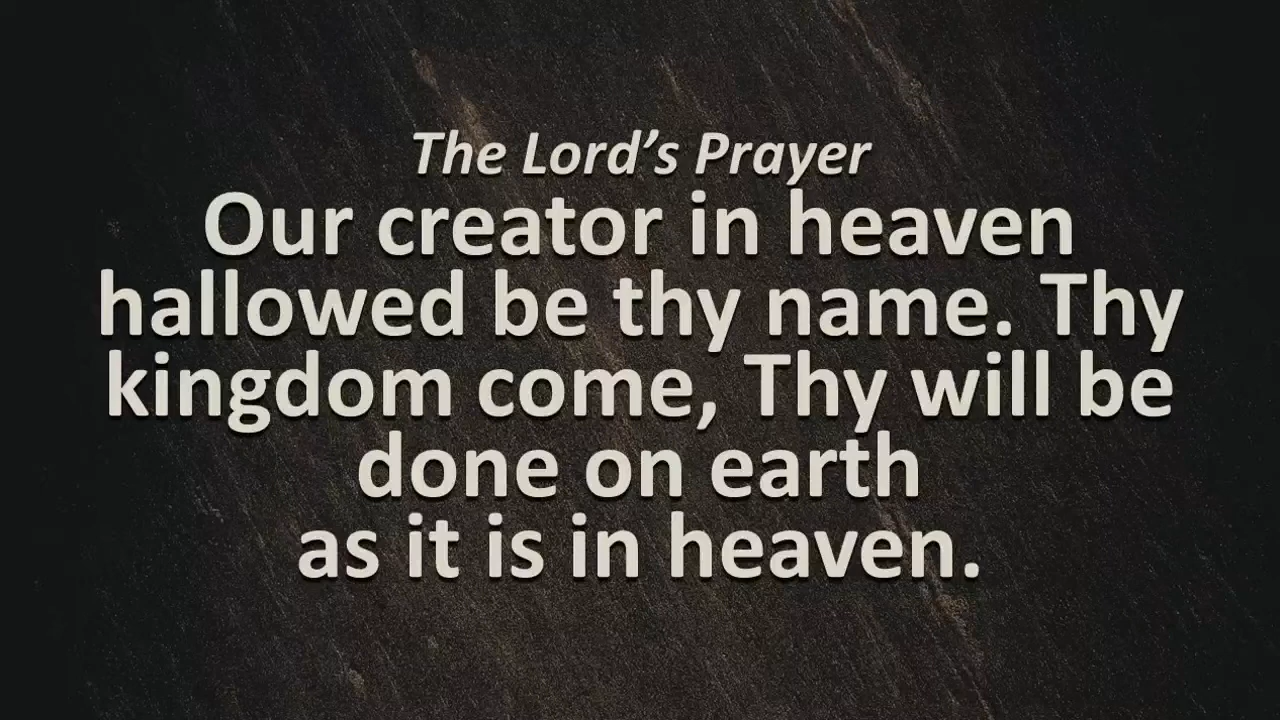 The Lord’s Prayer
Our creator in heaven
hallowed be thy name. Thy
kingdom come, Thy will be
done on earth
as it is in heaven.